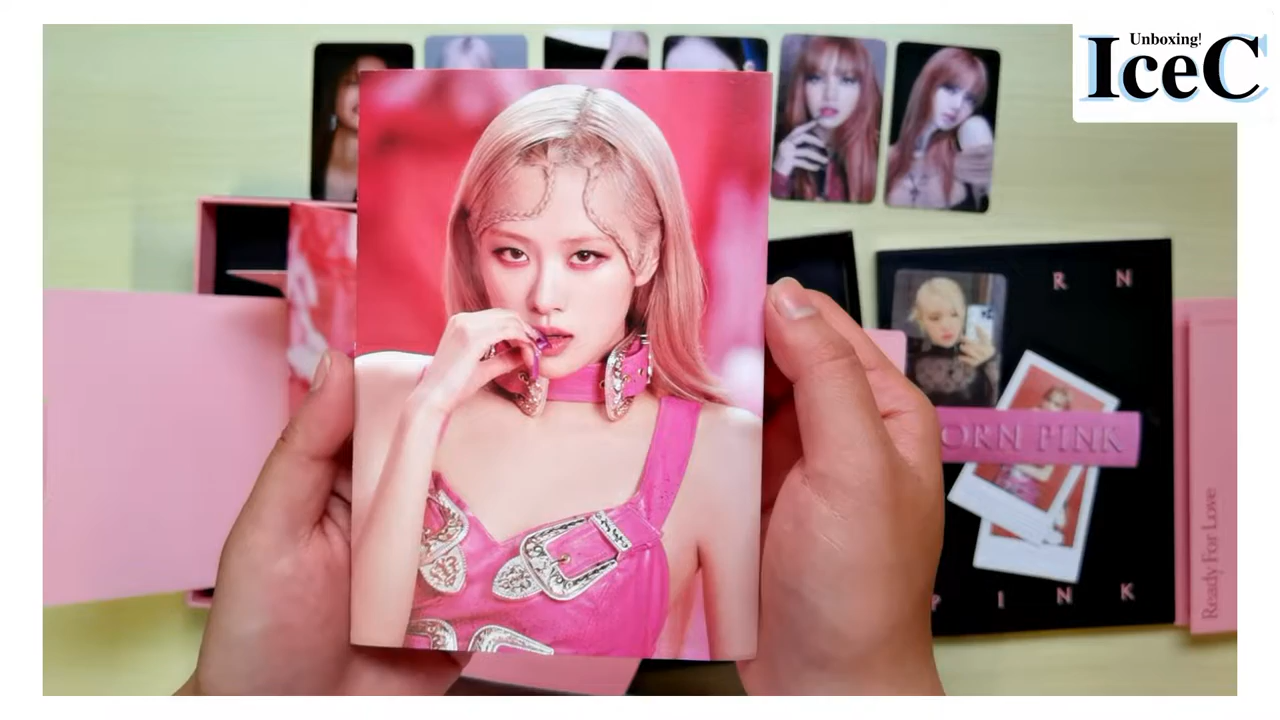 Unboxing!
IceC
R N
ORN PINK
P I N K
Ready For Love